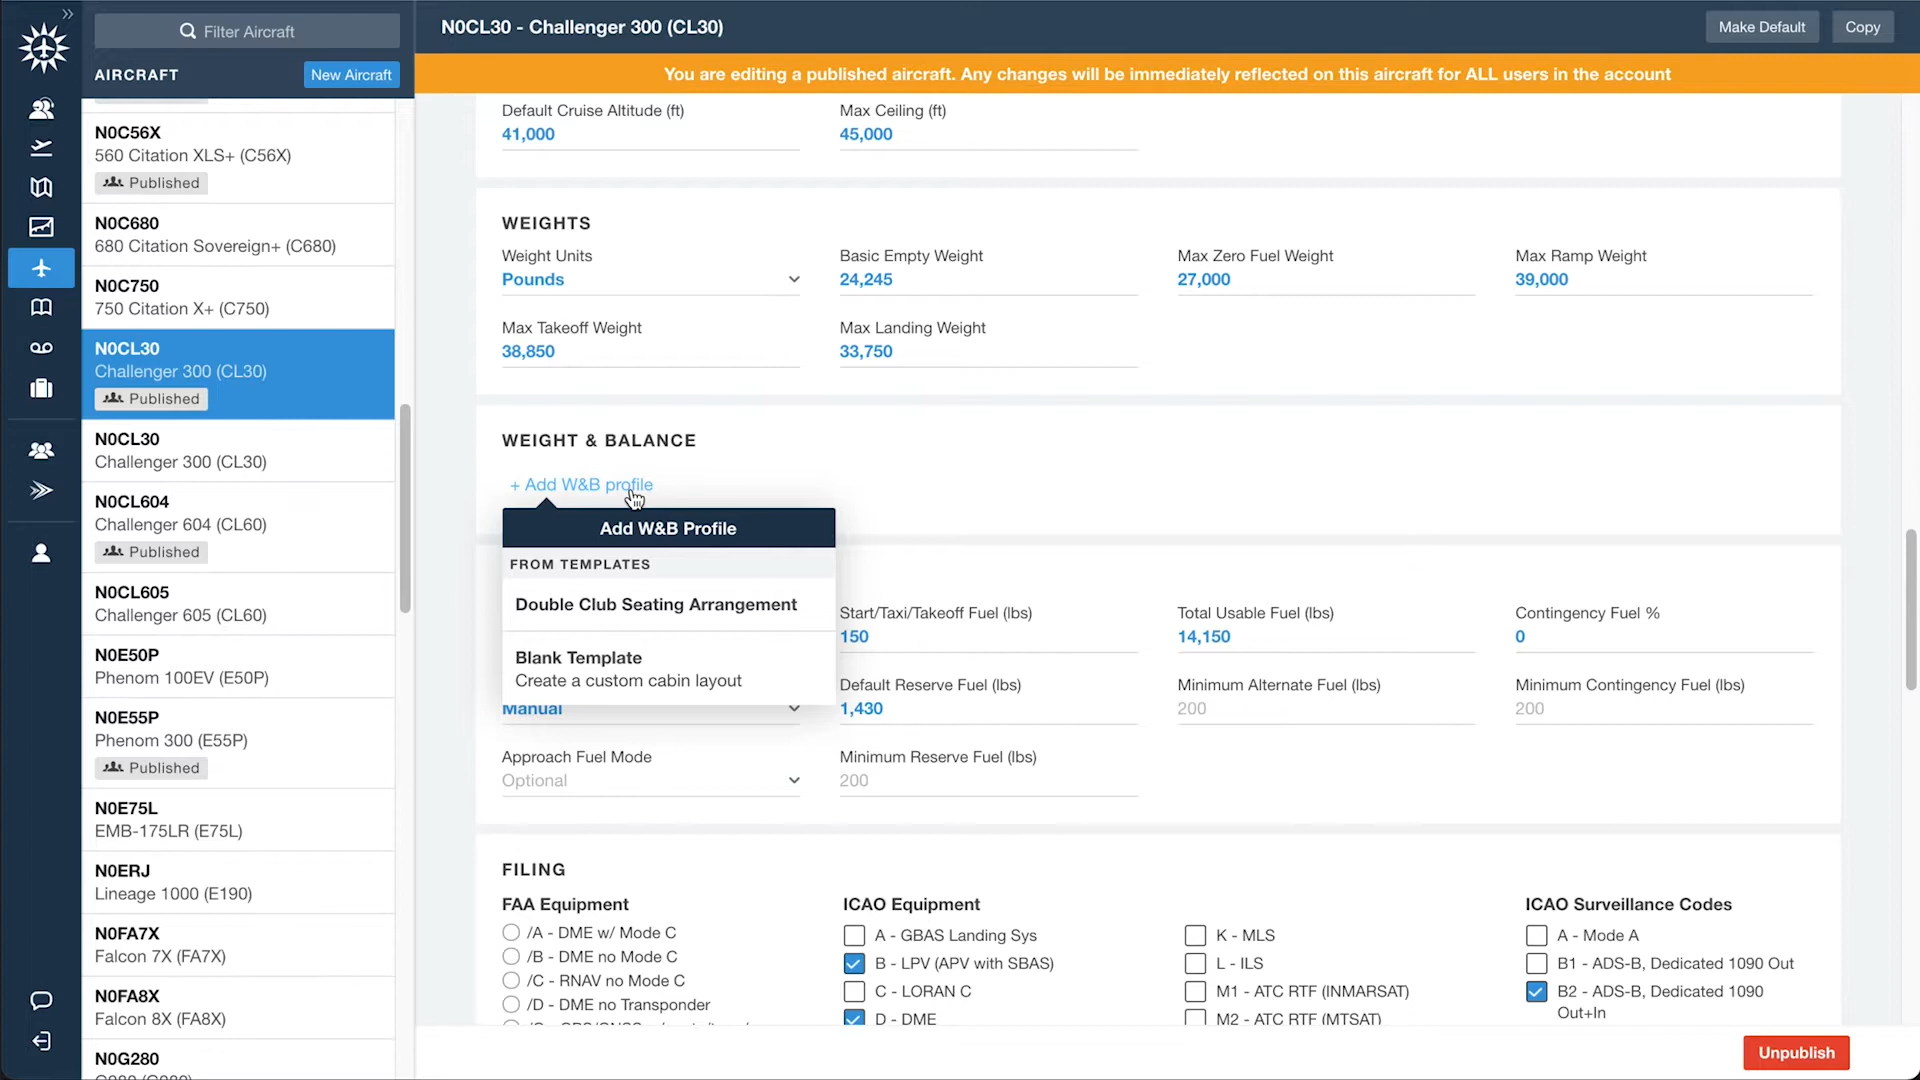 Filter Aircraft
AIRCRAFT
New Aircraft
N0C56X
560 Citation XLS+ (C56X)
Published
N0C680
680 Citation Sovereign+ (C680)
N0C750
750 Citation X+ (C750)
N0CL30
Challenger 300 (CL30)
Published
N0CL30
Challenger 300 (CL30)
N0CL604
Challenger 604 (CL60)
Published
N0CL605
Challenger 605 (CL60)
N0E50P
Phenom 100EV (E50P)
N0E55P
Phenom 300 (E55P)
Published
N0E75L
EMB-175LR (E75L)
N0ERJ
Lineage 1000 (E190)
N0FA7X
Falcon 7X (FA7X)
N0FA8X
Falcon 8X (FA8X)
N0G280
N0CL30 - Challenger 300 (CL30)
Make Default
Copy
You are editing a published aircraft. Any changes will be immediately reflected on this aircraft for ALL users in the account
Default Cruise Altitude (ft)
41,000
Max Ceiling (ft)
45,000
WEIGHTS
Weight Units
Pounds
Basic Empty Weight
24,245
Max Zero Fuel Weight
27,000
Max Ramp Weight
39,000
Max Takeoff Weight
38,850
Max Landing Weight
33,750
WEIGHT & BALANCE
+ Add W&B profile
Add W&B Profile
FROM TEMPLATES
Double Club Seating Arrangement
Blank Template
Create a custom cabin layout
Start/Taxi/Takeoff Fuel (lbs)
150
Total Usable Fuel (lbs)
14,150
Contingency Fuel %
0
Manual
Default Reserve Fuel (lbs)
1,430
Minimum Alternate Fuel (lbs)
200
Minimum Contingency Fuel (lbs)
200
Approach Fuel Mode
Optional
Minimum Reserve Fuel (lbs)
200
FILING
FAA Equipment
/A - DME w/ Mode C
/B - DME no Mode C
/C - RNAV no Mode C
/D - DME no Transponder
ICAO Equipment
A - GBAS Landing Sys
B - LPV (APV with SBAS)
C - LORAN C
D - DME
K - MLS
L - ILS
M1 - ATC RTF (INMARSAT)
M2 - ATC RTF (MTSAT)
ICAO Surveillance Codes
A - Mode A
B1 - ADS-B, Dedicated 1090 Out
B2 - ADS-B, Dedicated 1090
Out+In
Unpublish